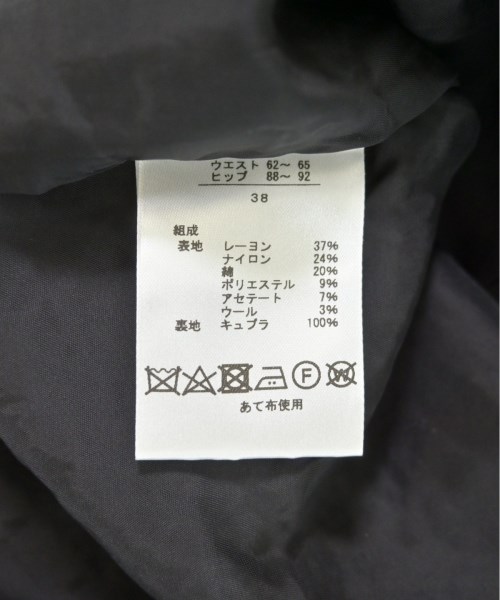 ウエスト 62〜 65
ヒップ 88〜 92
38
組成
表地 レーヨン 37%
ナイロン 24%
綿 20%
ポリエステル 9%
アセテート 7%
ウール 3%
裏地 キュプラ 100%
F W
あて布使用